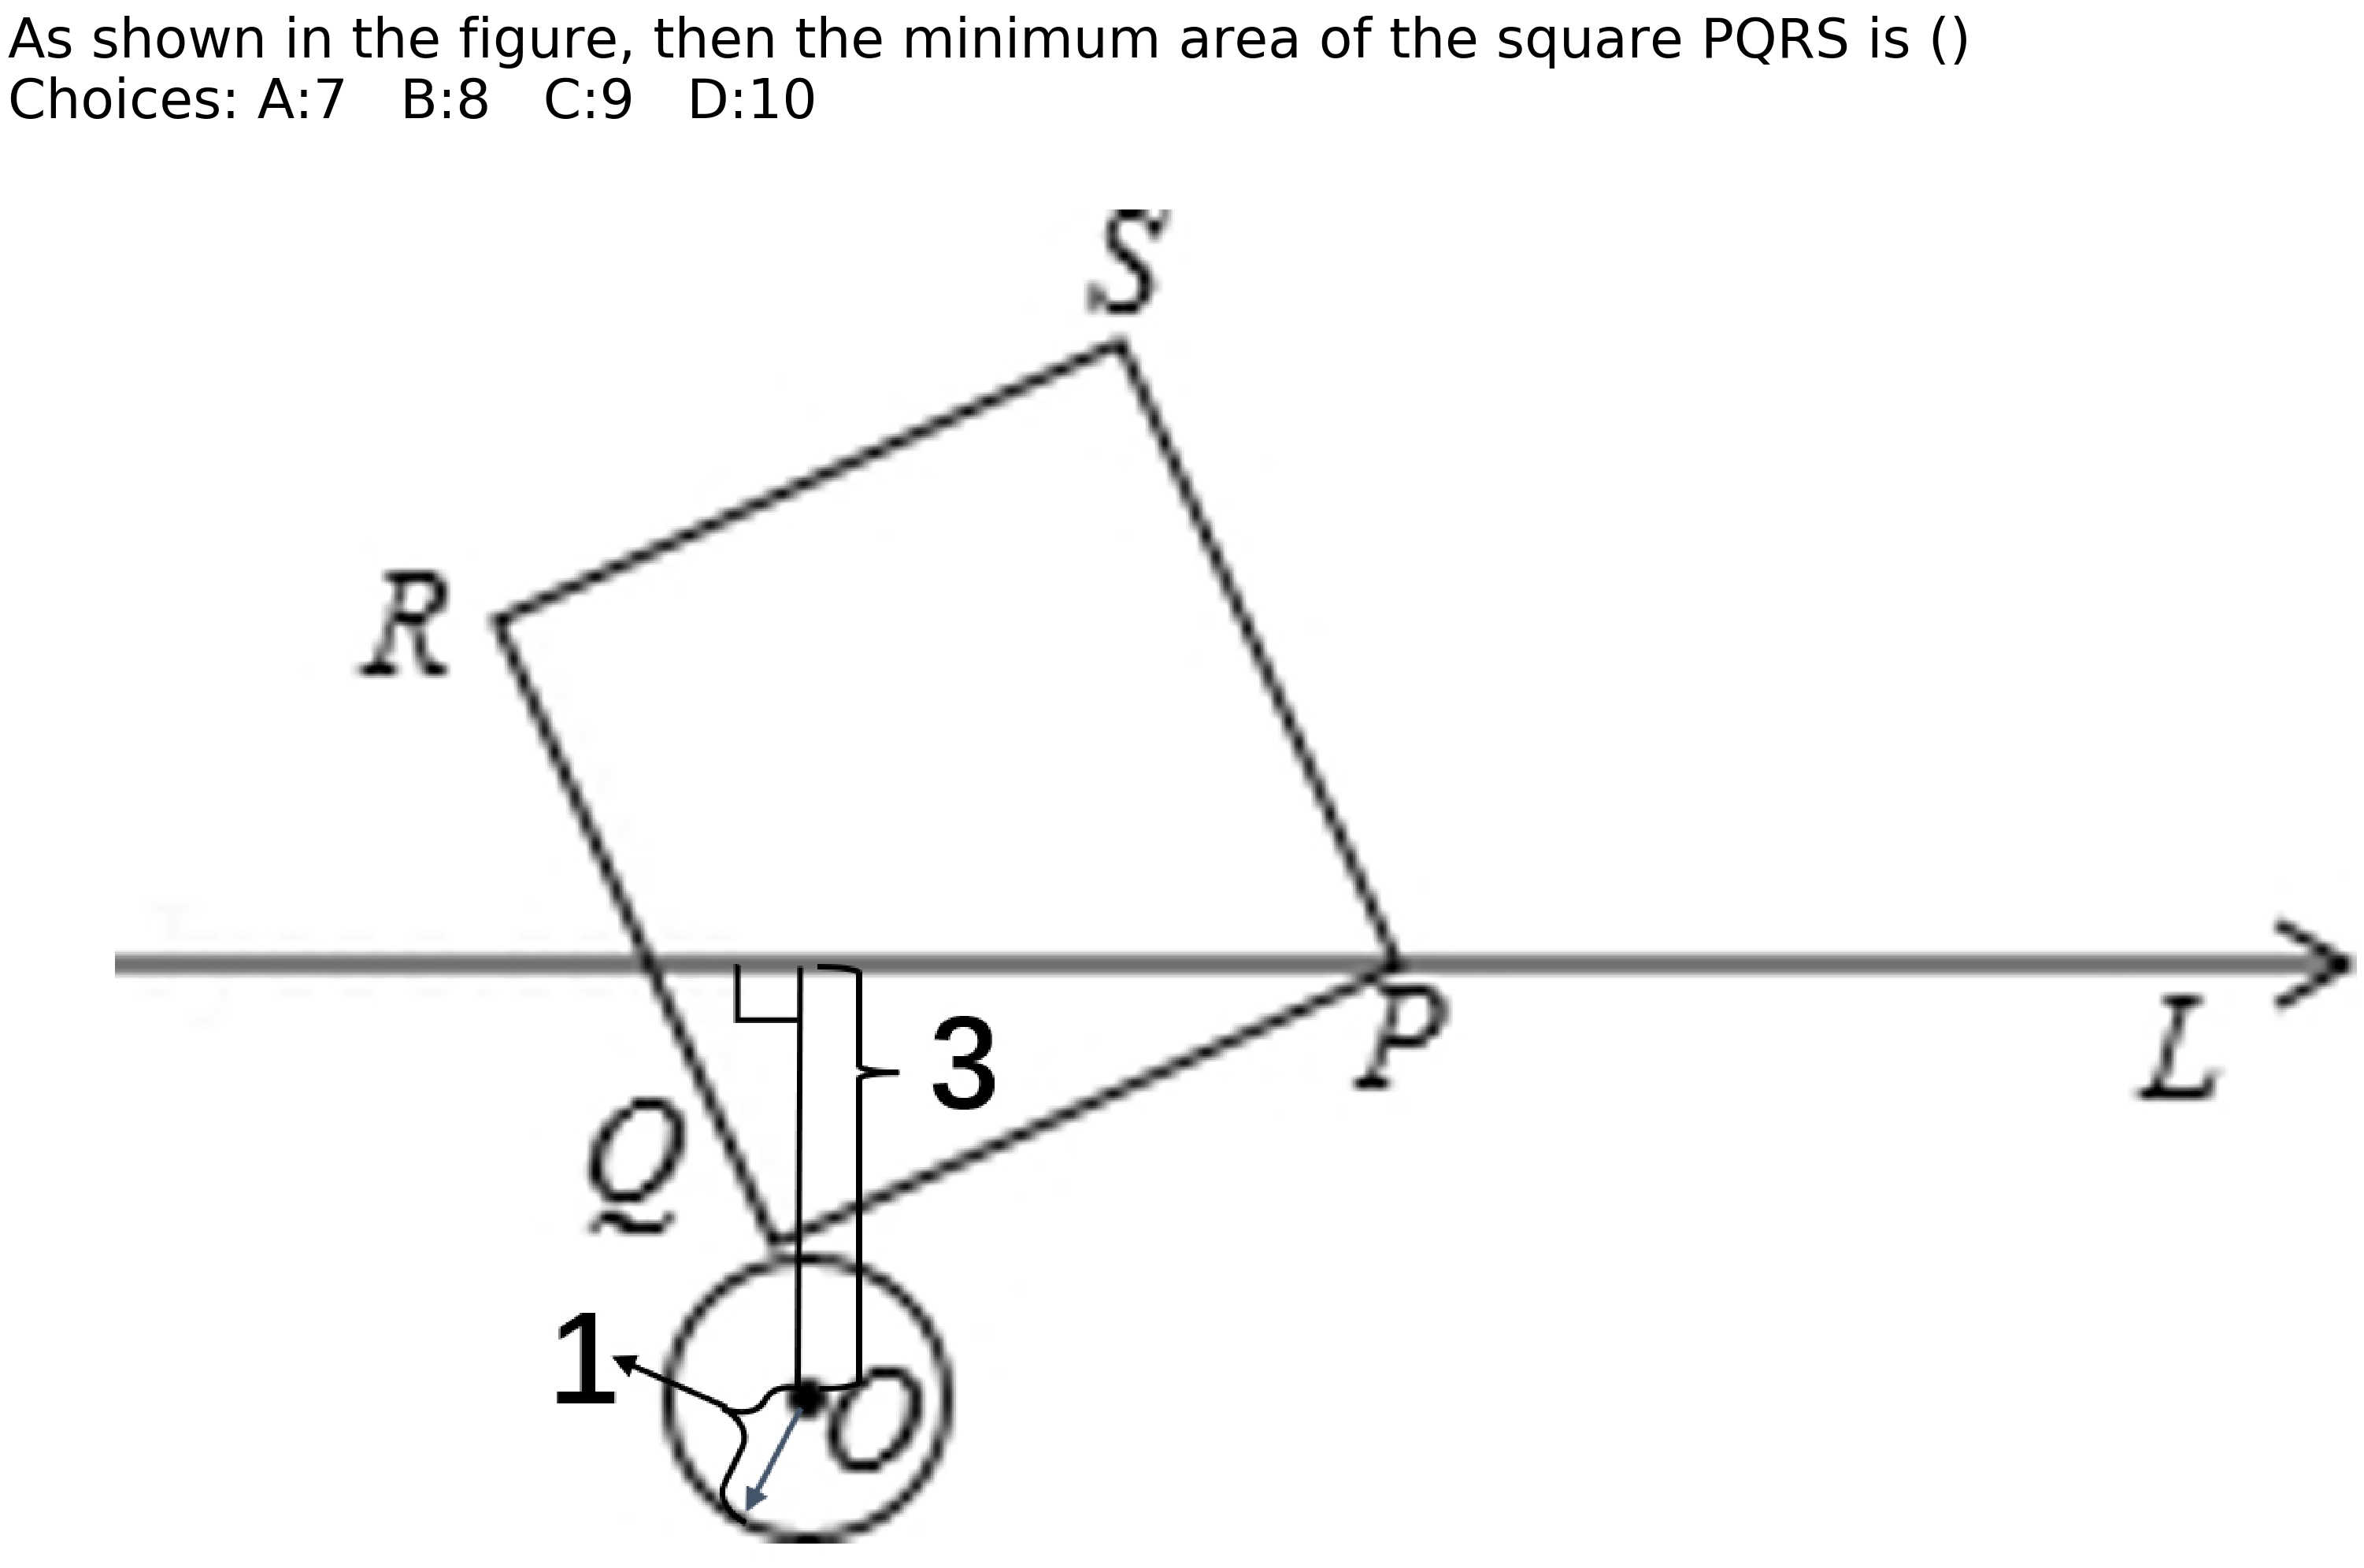 As shown in the figure, then the minimum area of the square PQRS is ()
Choices: A:7 B:8 C:9 D:10
S
R
P
L
3
Q
1
O